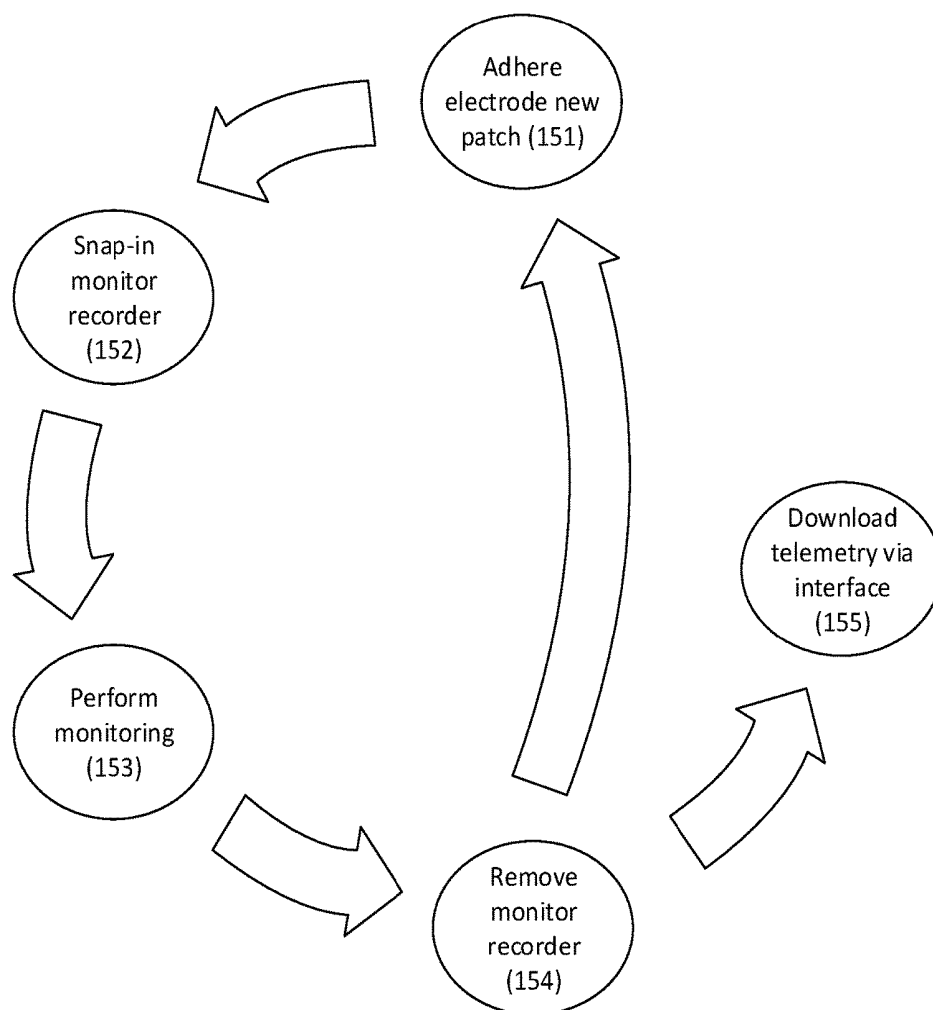 Adhere
electrode new
patch (151)
Snap-in
monitor
recorder
(152)
Perform
monitoring
(153)
Remove
monitor
recorder
(154)
Download
telemetry via
interface
(155)